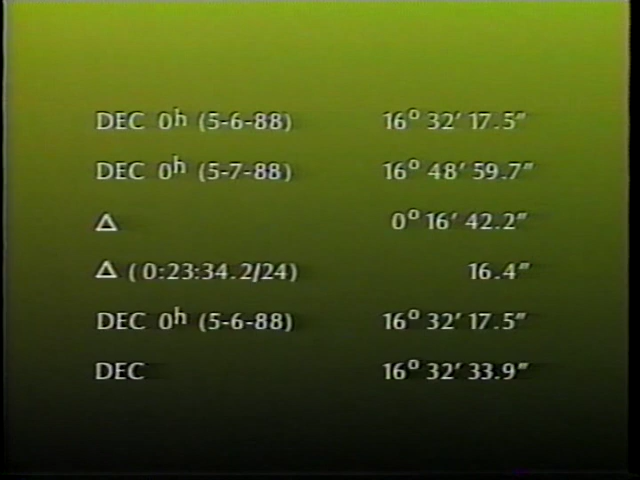 DEC 0ʰ (5-6-88) 16° 32′ 17.5″
DEC 0ʰ (5-7-88) 16° 48′ 59.7″
Δ 0° 16′ 42.2″
Δ (0:23:34.2/24) 16.4″
DEC 0ʰ (5-6-88) 16° 32′ 17.5″
DEC 16° 32′ 33.9″